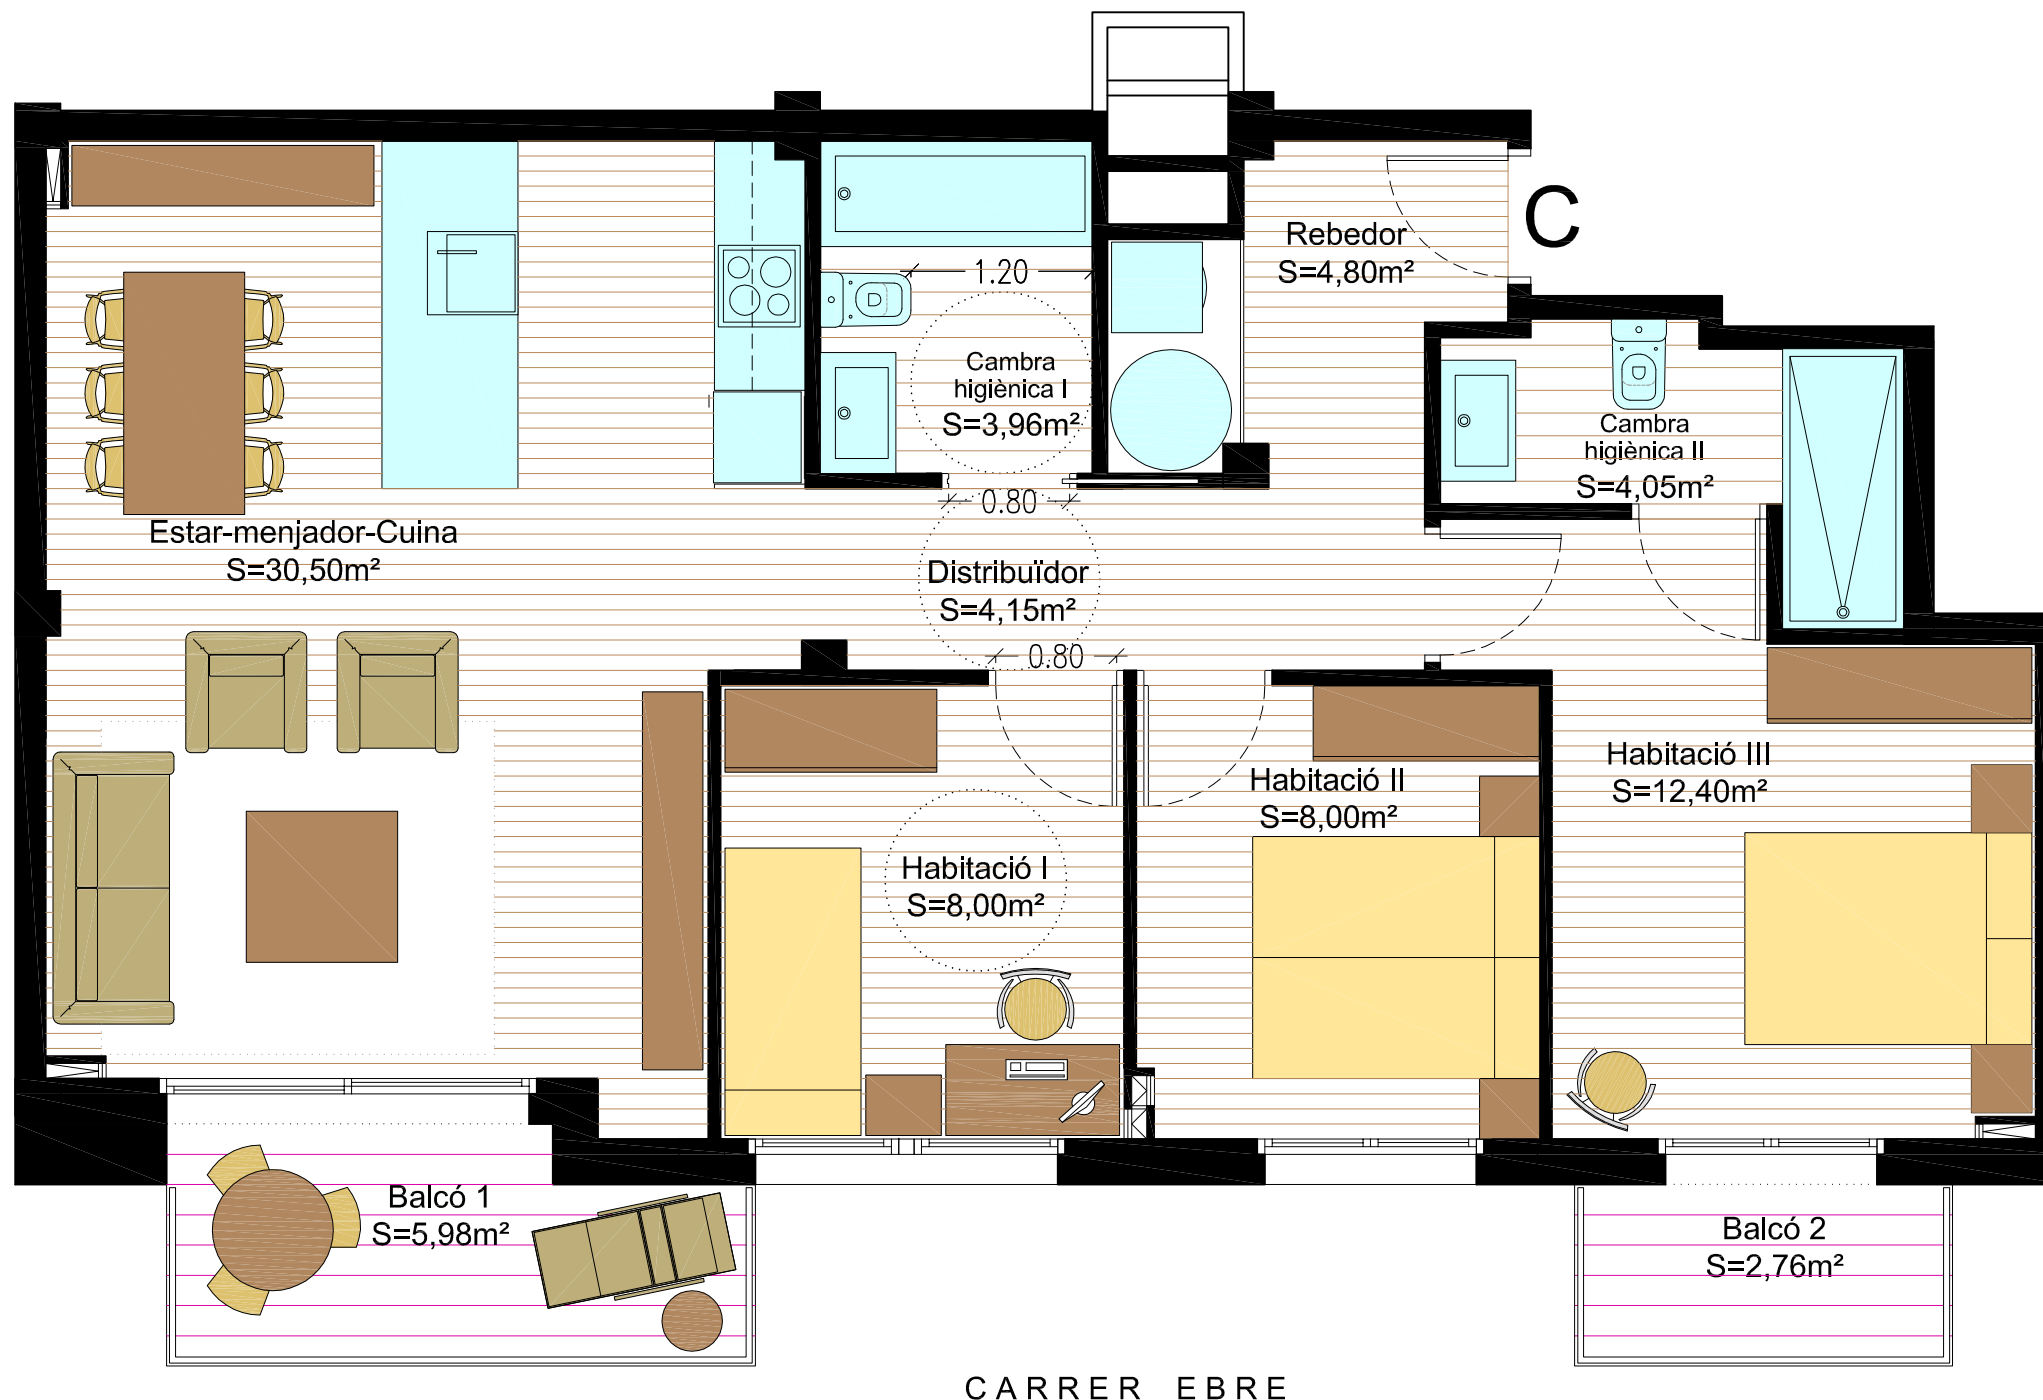 C
Rebedor
S=4,80m²
1.20
Cambra
higiènica I
S=3,96m²
Cambra
higiènica II
S=4,05m²
0.80
Estar-menjador-Cuina
S=30,50m²
Distribuïdor
S=4,15m²
0.80
Habitació I
S=8,00m²
Habitació II
S=8,00m²
Habitació III
S=12,40m²
Balcó 1
S=5,98m²
Balcó 2
S=2,76m²
CARRER EBRE